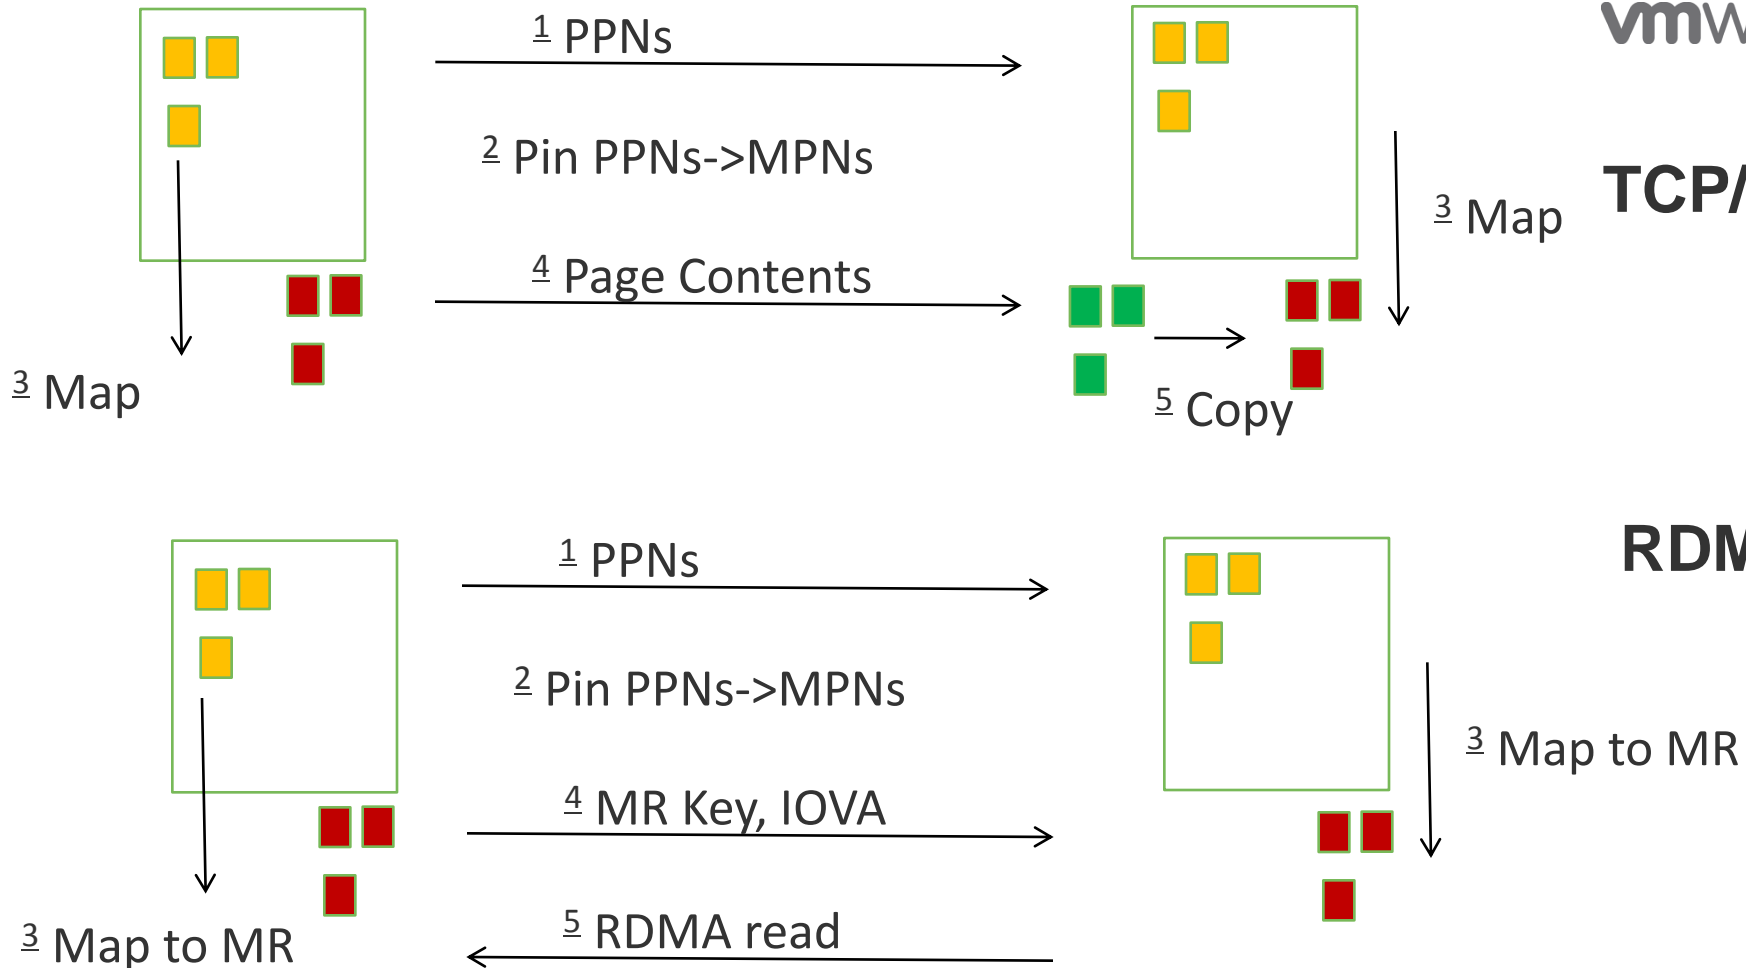 1 PPNs
vmw
2 Pin PPNs->MPNs
TCP/
3 Map
4 Page Contents
3 Map
5 Copy
1 PPNs
RDM
2 Pin PPNs->MPNs
3 Map to MR
4 MR Key, IOVA
5 RDMA read
3 Map to MR